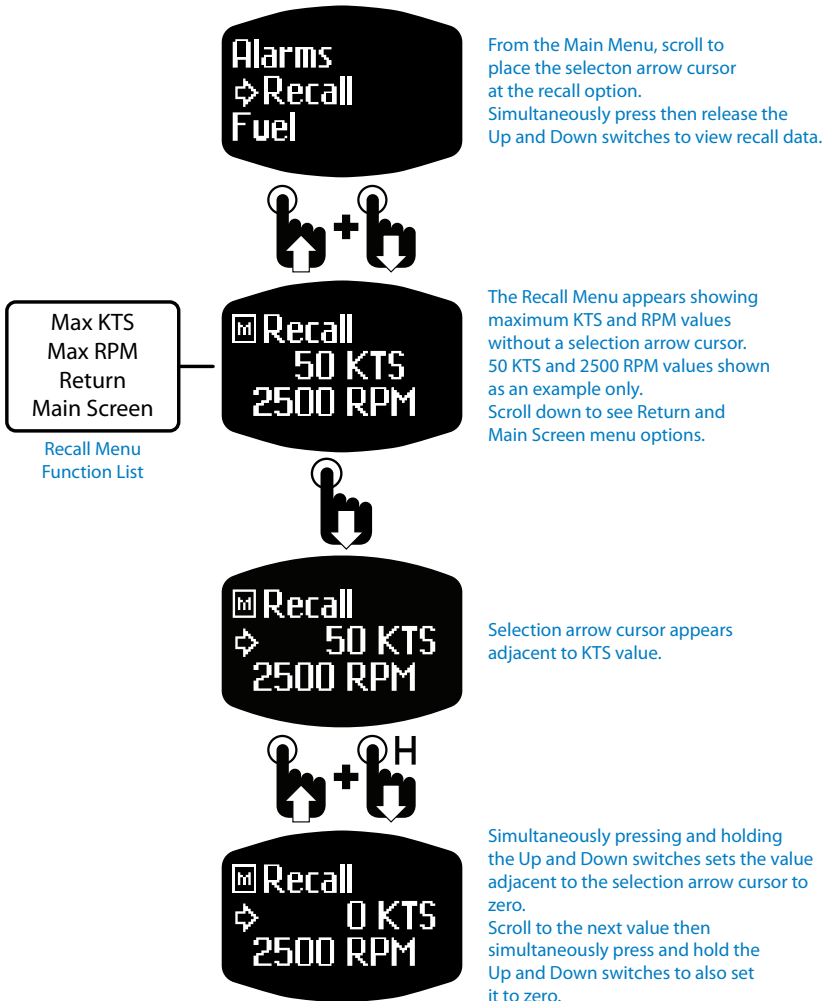 Alarms
Recall
Fuel
From the Main Menu, scroll to
place the selecton arrow cursor
at the recall option.
Simultaneously press then release the
Up and Down switches to view recall data.
+
Max KTS
Max RPM
Return
Main Screen
Recall Menu
Function List
M Recall
50 KTS
2500 RPM
The Recall Menu appears showing
maximum KTS and RPM values
without a selection arrow cursor.
50 KTS and 2500 RPM values shown
as an example only.
Scroll down to see Return and
Main Screen menu options.
M Recall
50 KTS
2500 RPM
Selection arrow cursor appears
adjacent to KTS value.
+ H
M Recall
0 KTS
2500 RPM
Simultaneously pressing and holding
the Up and Down switches sets the value
adjacent to the selection arrow cursor to
zero.
Scroll to the next value then
simultaneously press and hold the
Up and Down switches to also set
it to zero.